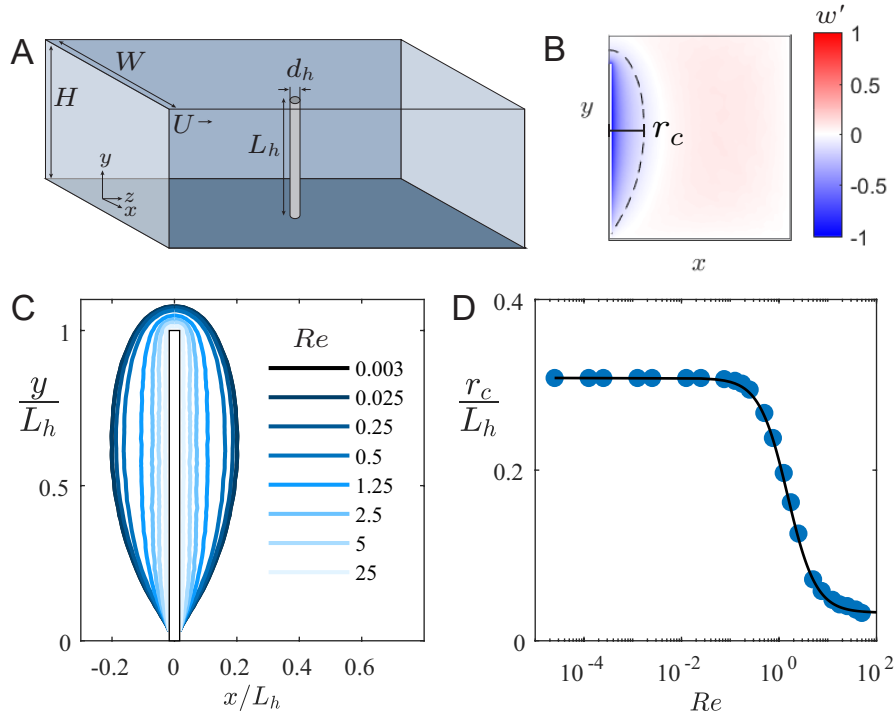 A
W
H
U →
d_h
L_h
y
z
x
B
w′
y
r_c
x
1
0.5
0
-0.5
-1
C
y/L_h
1
0.5
0
-0.2 0 0.2 0.4 0.6
x/L_h
Re
0.003
0.025
0.25
0.5
1.25
2.5
5
25
D
r_c/L_h
0.4
0.2
0
10^-4 10^-2 10^0 10^2
Re